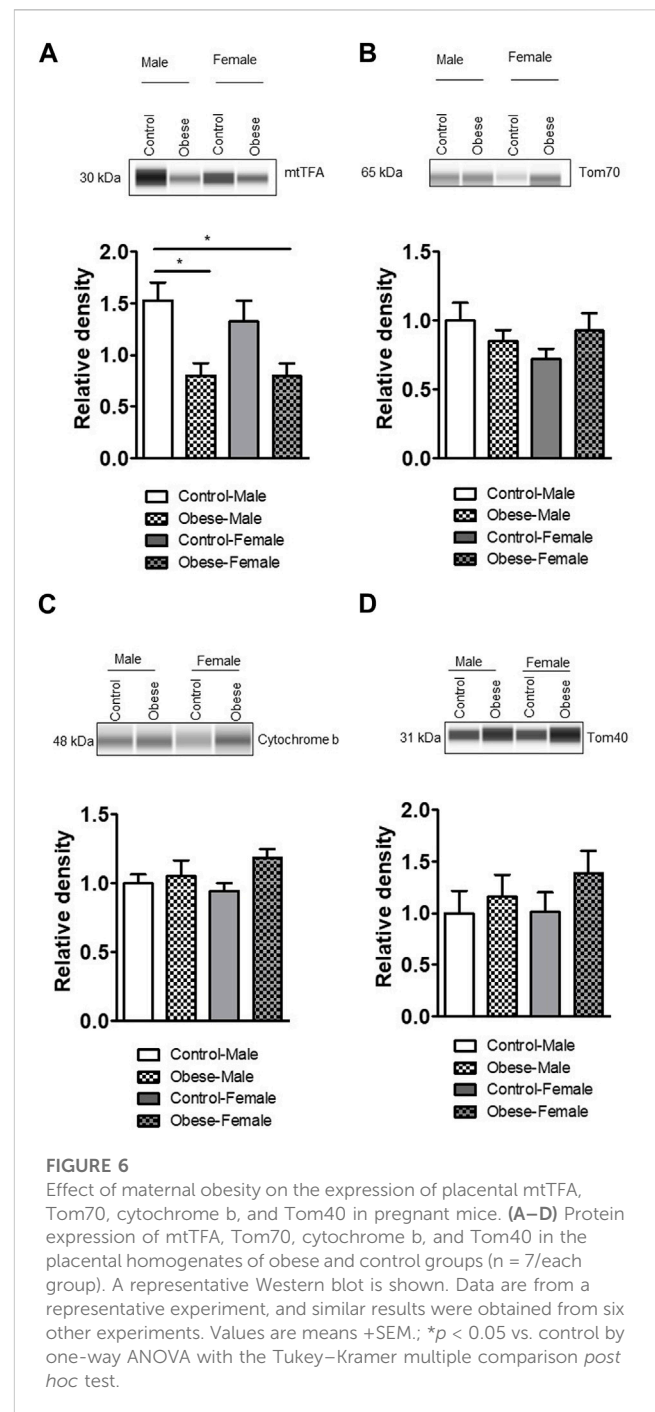 A
Male Female
Control Obese Control Obese
30 kDa mtTFA
* 
*
2.0
1.5
1.0
0.5
0.0
Relative density
Control-Male
Obese-Male
Control-Female
Obese-Female
B
Male Female
Control Obese Control Obese
65 kDa Tom70
1.5
1.0
0.5
0.0
Relative density
Control-Male
Obese-Male
Control-Female
Obese-Female
C
Male Female
Control Obese Control Obese
48 kDa Cytochrome b
1.5
1.0
0.5
0.0
Relative density
Control-Male
Obese-Male
Control-Female
Obese-Female
D
Male Female
Control Obese Control Obese
31 kDa Tom40
2.0
1.5
1.0
0.5
0.0
Relative density
Control-Male
Obese-Male
Control-Female
Obese-Female
FIGURE 6
Effect of maternal obesity on the expression of placental mtTFA,
Tom70, cytochrome b, and Tom40 in pregnant mice. (A–D) Protein
expression of mtTFA, Tom70, cytochrome b, and Tom40 in the
placental homogenates of obese and control groups (n = 7/each
group). A representative Western blot is shown. Data are from a
representative experiment, and similar results were obtained from six
other experiments. Values are means +SEM.; *p < 0.05 vs. control by
one-way ANOVA with the Tukey–Kramer multiple comparison post
hoc test.